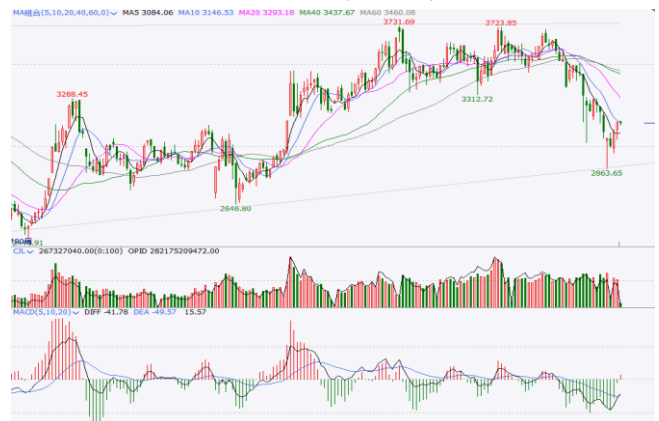 MA组合(5,10,20,40,60,0) MA5 3084.06 MA10 3146.53 MA20 3293.18 MA40 3437.67 MA60 3460.08
3731.69
3723.85
3288.45
3312.72
2863.65
2646.80
CJL 267327040.00(0:100) OPID 282175209472.00
MACD(5,10,20) DIFF -41.78 DEA -49.57 15.57